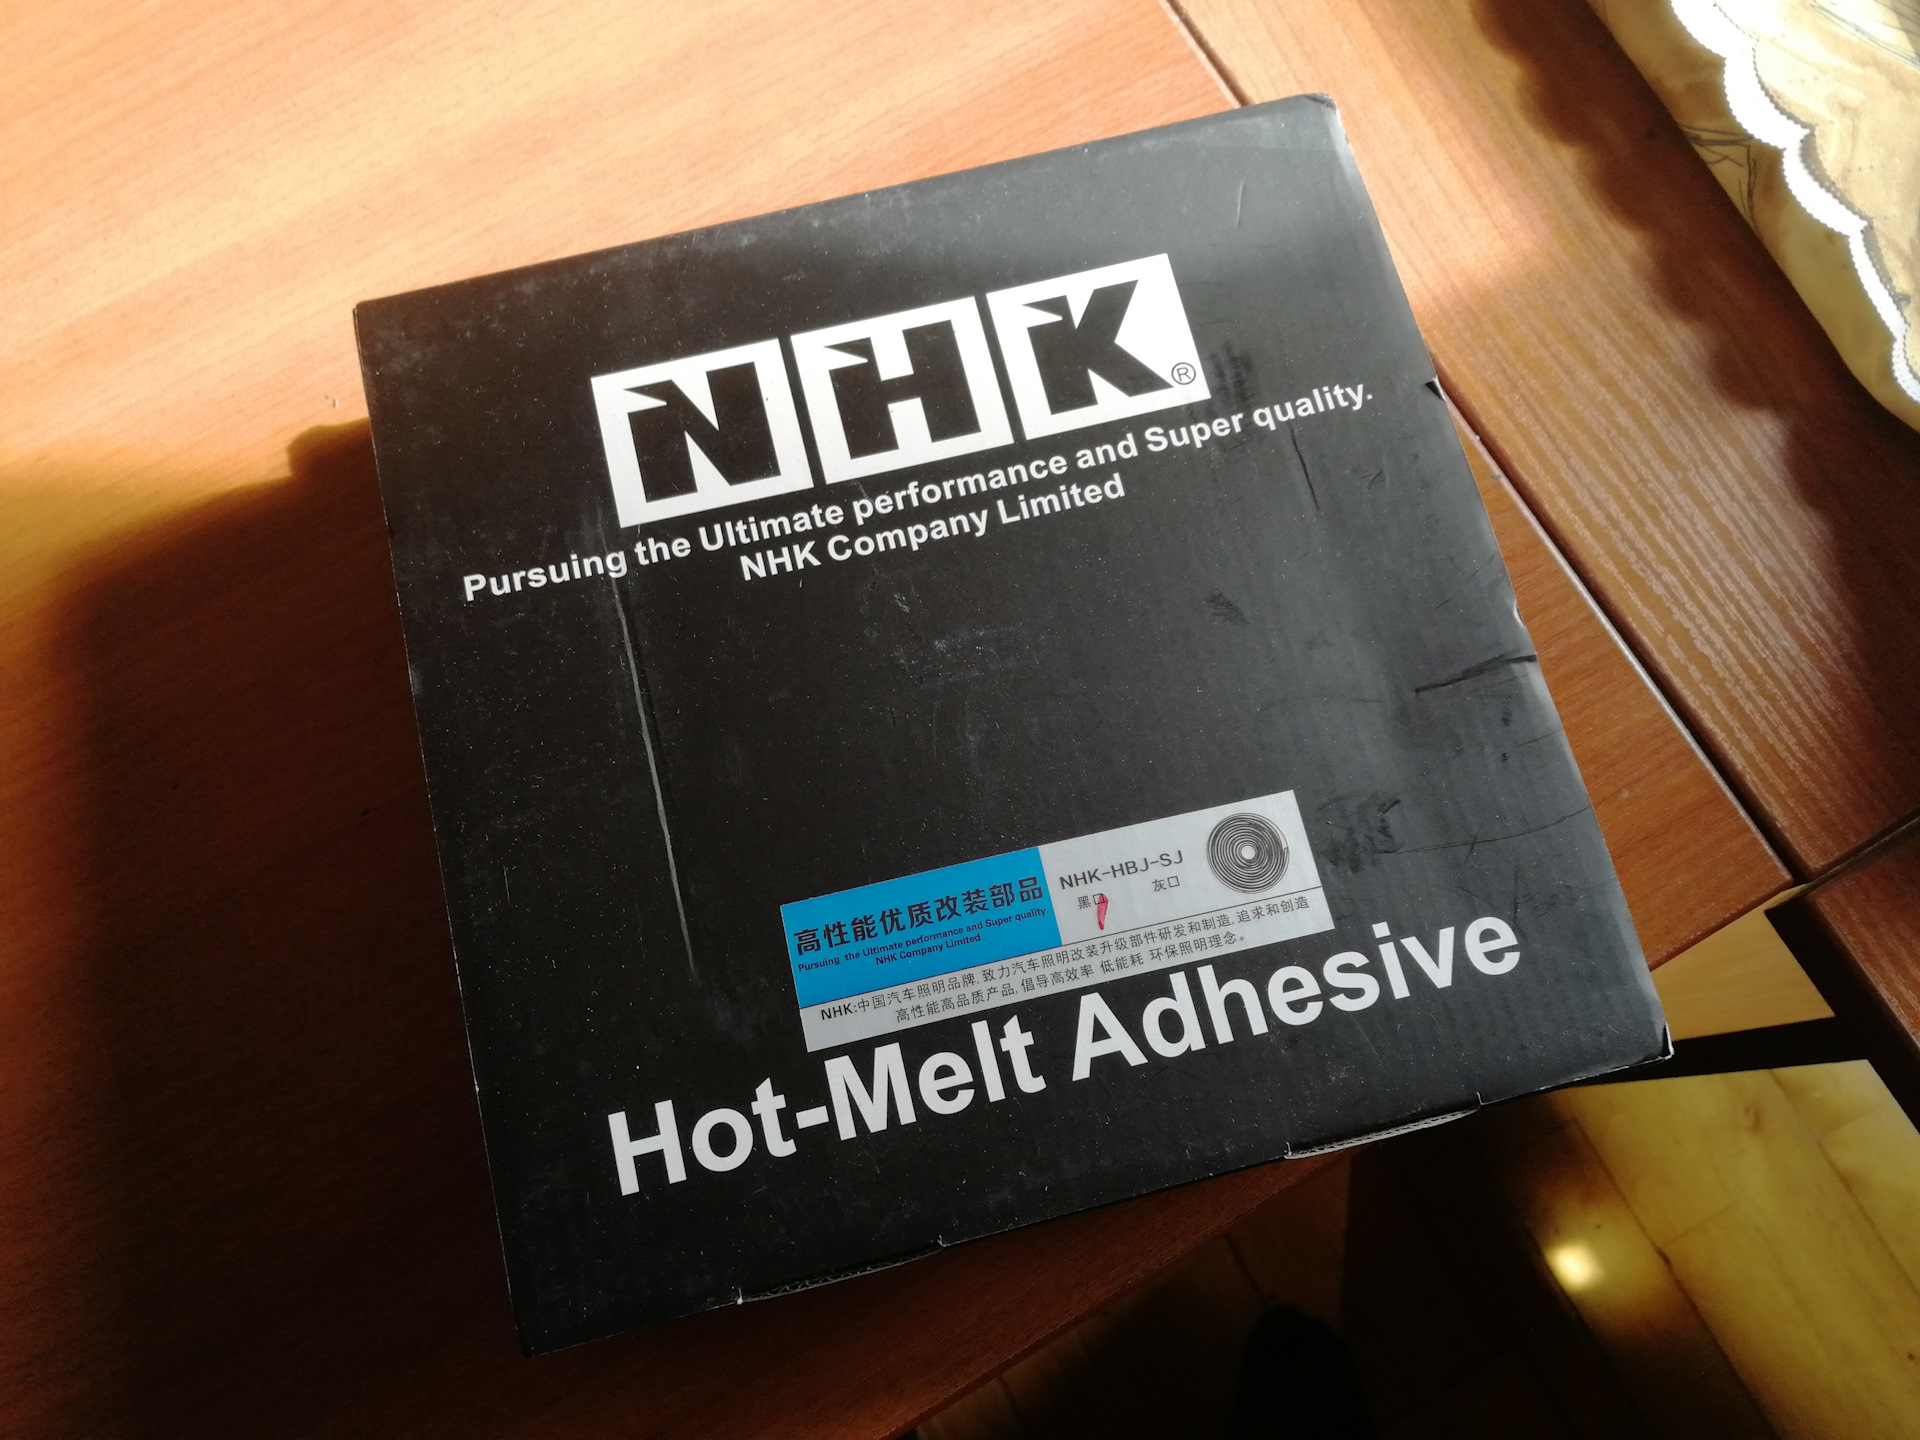 NHK®
Pursuing the Ultimate performance and Super quality.
NHK Company Limited
高性能优质改装部品
Pursuing the Ultimate performance and Super quality.
NHK Company Limited
NHK-HBJ-SJ
黑口 灰口
NHK:中国汽车照明品牌, 致力汽车照明改装升级部件研发和制造, 追求和创造
高性能高品质产品, 倡导高效率 低能耗 环保照明理念。
Hot-Melt Adhesive